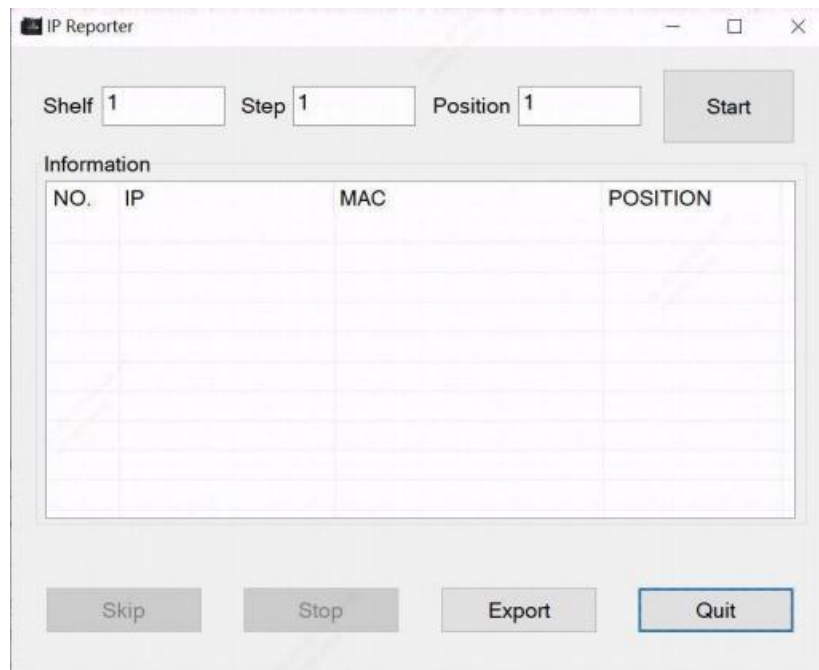 IP Reporter
Shelf 1 Step 1 Position 1 Start
Information
NO. IP MAC POSITION
Skip Stop Export Quit